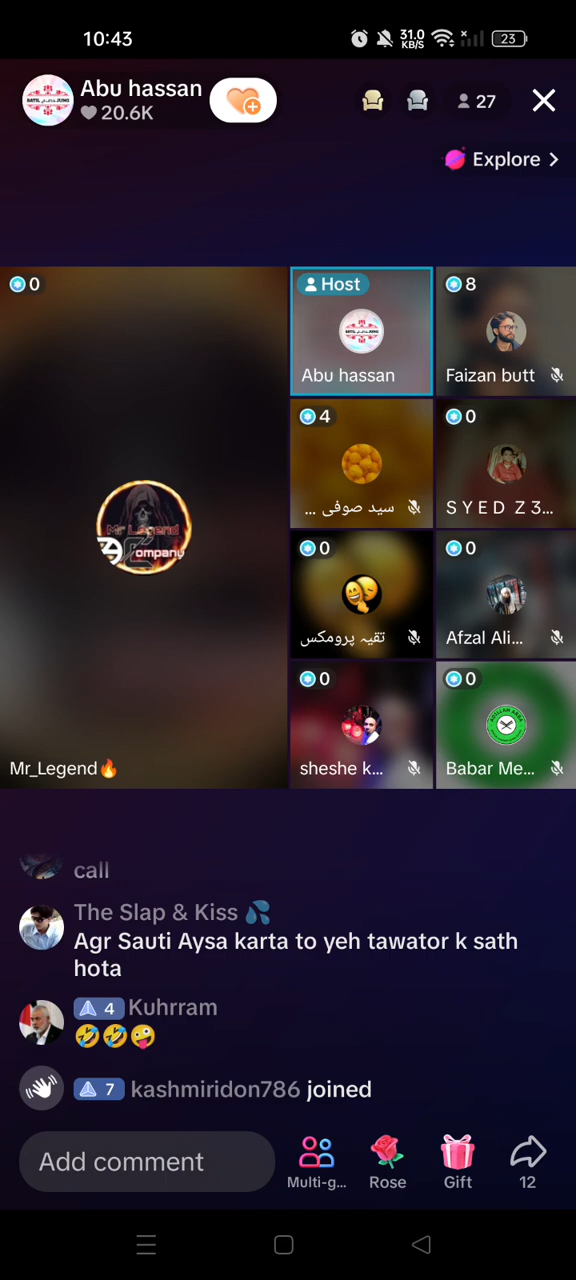 10:43
31.0
KB/S
23
Abu hassan
20.6K
27
Explore
0
Host
Abu hassan
8
Faizan butt
4
سید صوفی ...
0
S Y E D Z 3...
0
تقیہ پرومکس
0
Afzal Ali...
0
sheshe k...
0
Babar Me...
Mr Legend
Company
Mr_Legend🔥
call
The Slap & Kiss 💦
Agr Sauti Aysa karta to yeh tawator k sath
hota
4 Kuhrram
🤣🤣🤪
7 kashmiridon786 joined
Add comment
Multi-g...
Rose
Gift
12